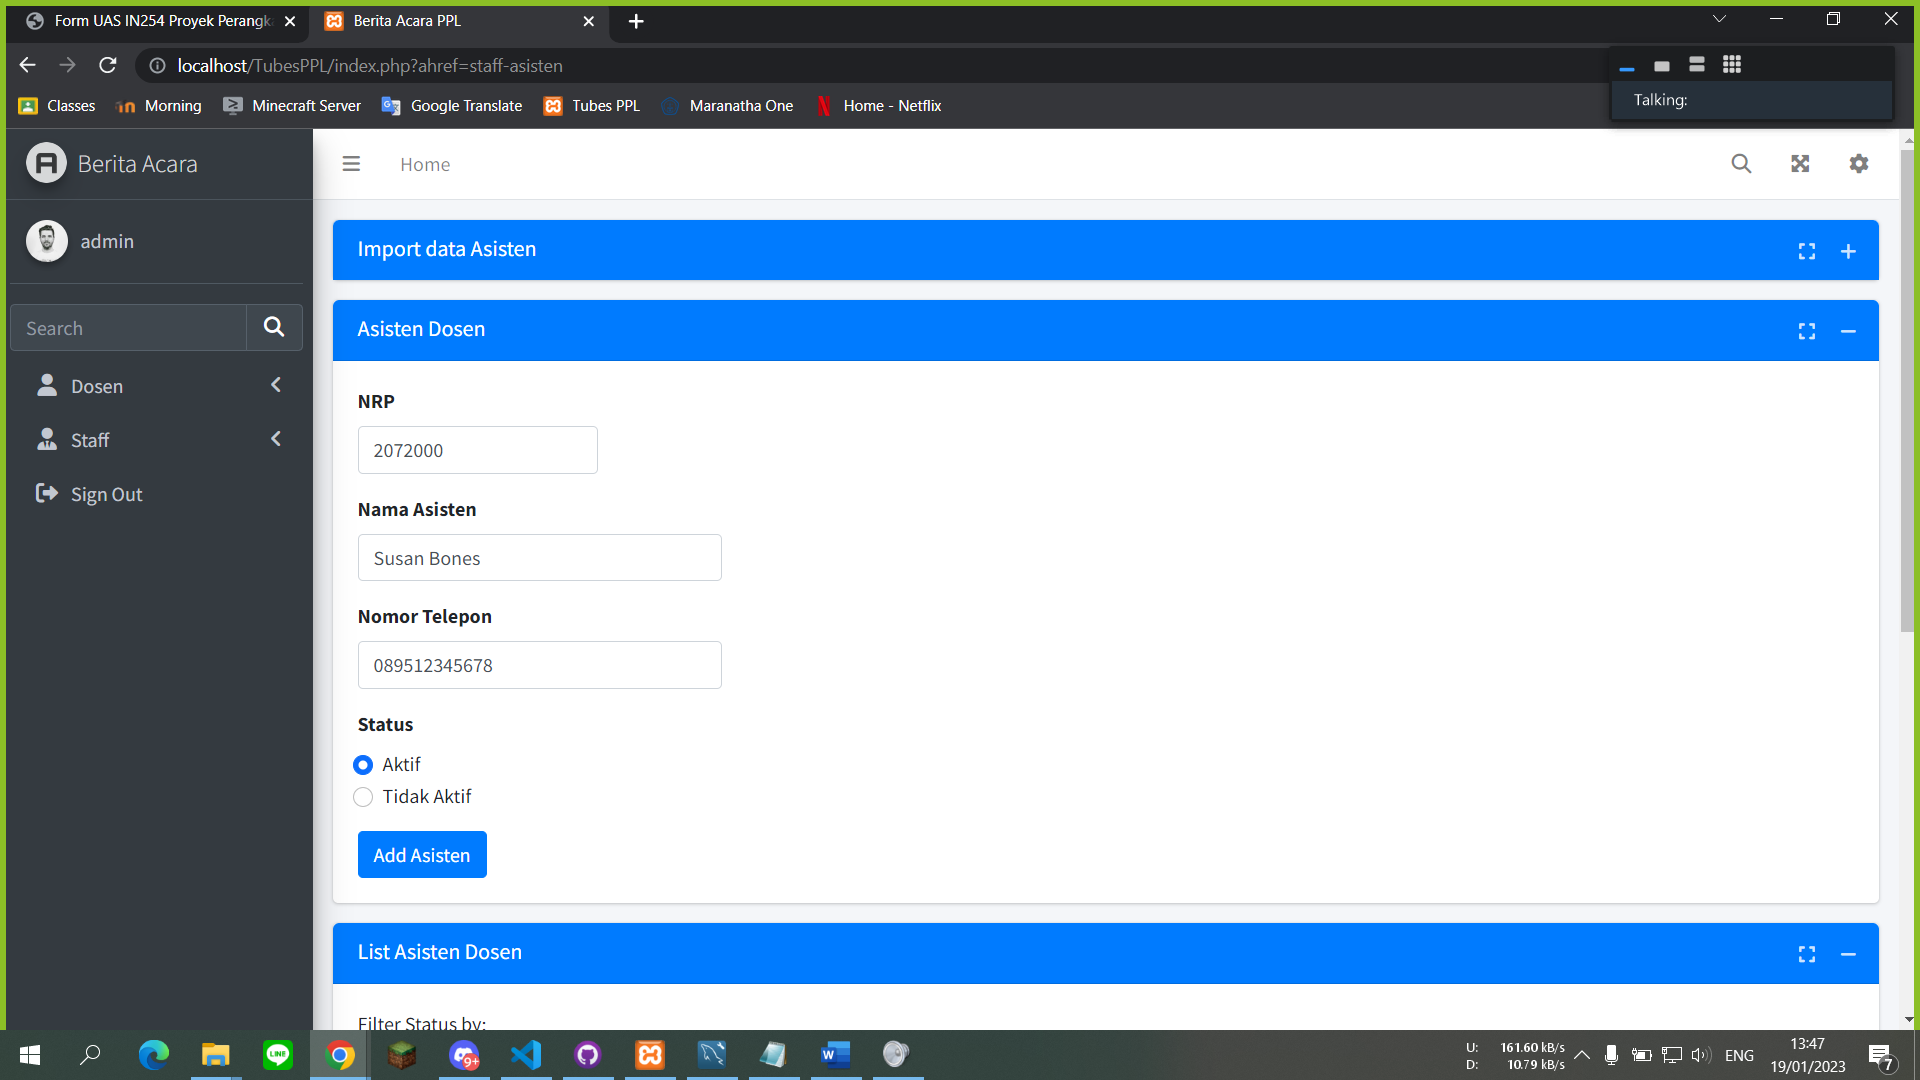 Form UAS IN254 Proyek Perangka
Berita Acara PPL
localhost/TubesPPL/index.php?ahref=staff-asisten
Classes
Morning
Minecraft Server
Google Translate
Tubes PPL
Maranatha One
Home - Netflix
Talking:
Berita Acara
Home
admin
Import data Asisten
Search
Asisten Dosen
Dosen
Staff
Sign Out
NRP
2072000
Nama Asisten
Susan Bones
Nomor Telepon
089512345678
Status
Aktif
Tidak Aktif
Add Asisten
List Asisten Dosen
Filter Status by:
LINE
9+
U: 161.60 kB/s
D: 10.79 kB/s
ENG
13:47
19/01/2023
7